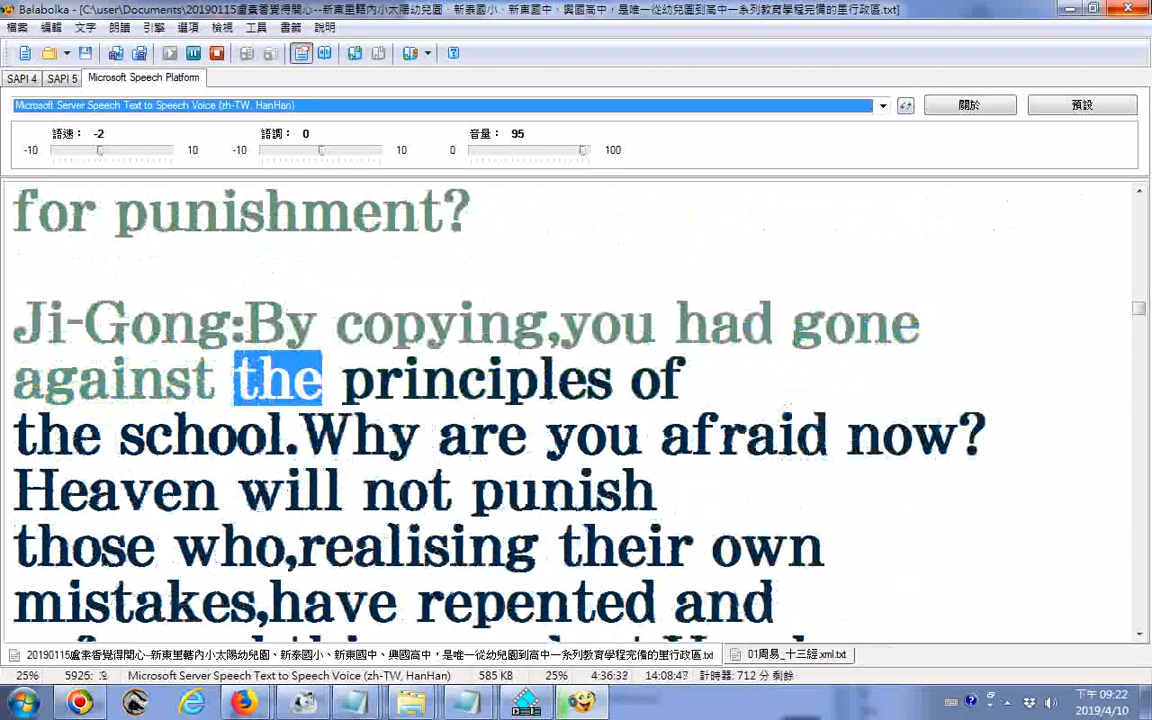 Balabolka - [C:\user\Documents\20190115盧素香覺得開心--新東里轄內小太陽幼兒園、新泰國小、新東國中、興國高中，是唯一從幼兒園到高中一系列教育學程完備的里行政區.txt]
檔案 編輯 文字 朗讀 引擎 選項 檢視 工具 書籤 說明
SAPI 4 SAPI 5 Microsoft Speech Platform
Microsoft Server Speech Text to Speech Voice (zh-TW, HanHan) 關於 預設
語速： -2 語調： 0 音量： 95
-10 10 -10 10 0 100
for punishment?
Ji-Gong:By copying,you had gone
against the principles of
the school.Why are you afraid now?
Heaven will not punish
those who,realising their own
mistakes,have repented and
20190115盧素香覺得開心--新東里轄內小太陽幼兒園、新泰國小、新東國中、興國高中，是唯一從幼兒園到高中一系列教育學程完備的里行政區.txt 01周易_十三經.xml.txt
25% Microsoft Server Speech Text to Speech Voice (zh-TW, HanHan) 585 KB 25% 計時器: 712 分 剩餘
下午 09:22
2019/4/10